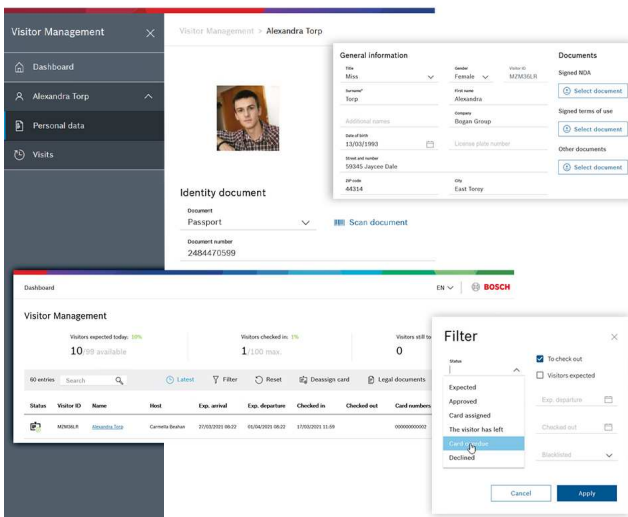 Visitor Management
Visitor Management > Alexandra Torp
Dashboard
Alexandra Torp
Personal data
Visits
General information
Documents
Title
Gender
Visitor ID
Miss
Female
MZM36LR
Signed NDA
Select document
Surname*
First name
Torp
Alexandra
Signed terms of use
Company
Additional names
Bogan Group
Select document
Date of birth
13/03/1993
License plate number
Other documents
Street and number
Select document
59345 Jaycee Dale
ZIP code
City
44314
East Torey
Identity document
Document
Passport
Scan document
Document number
2484470599
Dashboard
EN
BOSCH
Visitor Management
Visitors expected today: 10%
Visitors checked in: 1%
Visitors still to
10/99 available
1/100 max.
0
60 entries
Search
Latest
Filter
Reset
Deassign card
Legal documents
Status
Visitor ID
Name
Host
Exp. arrival
Exp. departure
Checked in
Checked out
Card numbers
MZM36LR
Alexandra Torp
Carmella Beahan
27/03/2021 08:22
01/04/2021 08:22
17/02/2021 11:59
Filter
Status
To check out
Visitors expected
Expected
Approved
Exp. departure
Card assigned
The visitor has left
Checked out
Card overdue
Declined
Blacklisted
Cancel
Apply